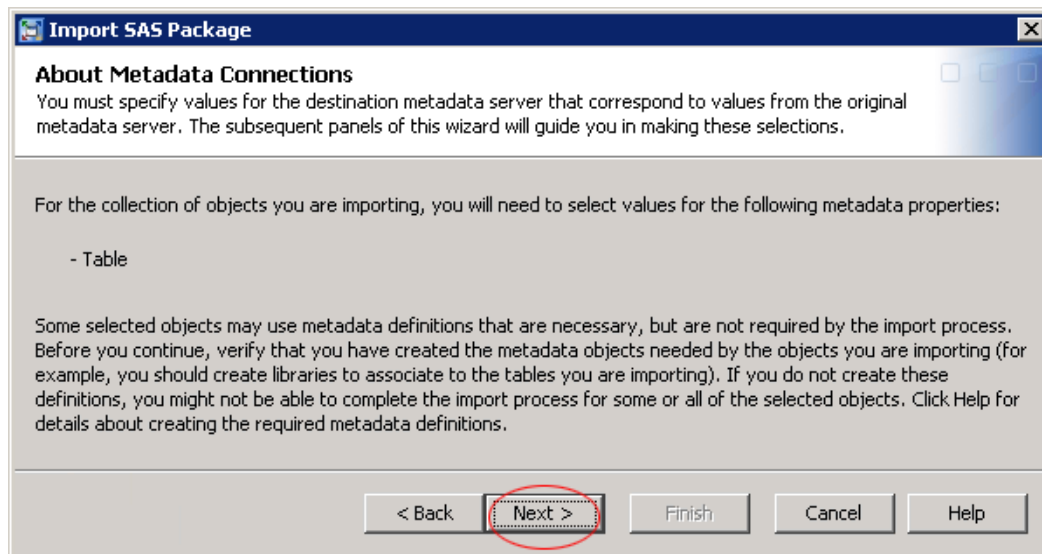 Import SAS Package
About Metadata Connections
You must specify values for the destination metadata server that correspond to values from the original
metadata server. The subsequent panels of this wizard will guide you in making these selections.
For the collection of objects you are importing, you will need to select values for the following metadata properties:
- Table
Some selected objects may use metadata definitions that are necessary, but are not required by the import process.
Before you continue, verify that you have created the metadata objects needed by the objects you are importing (for
example, you should create libraries to associate to the tables you are importing). If you do not create these
definitions, you might not be able to complete the import process for some or all of the selected objects. Click Help for
details about creating the required metadata definitions.
< Back Next > Finish Cancel Help